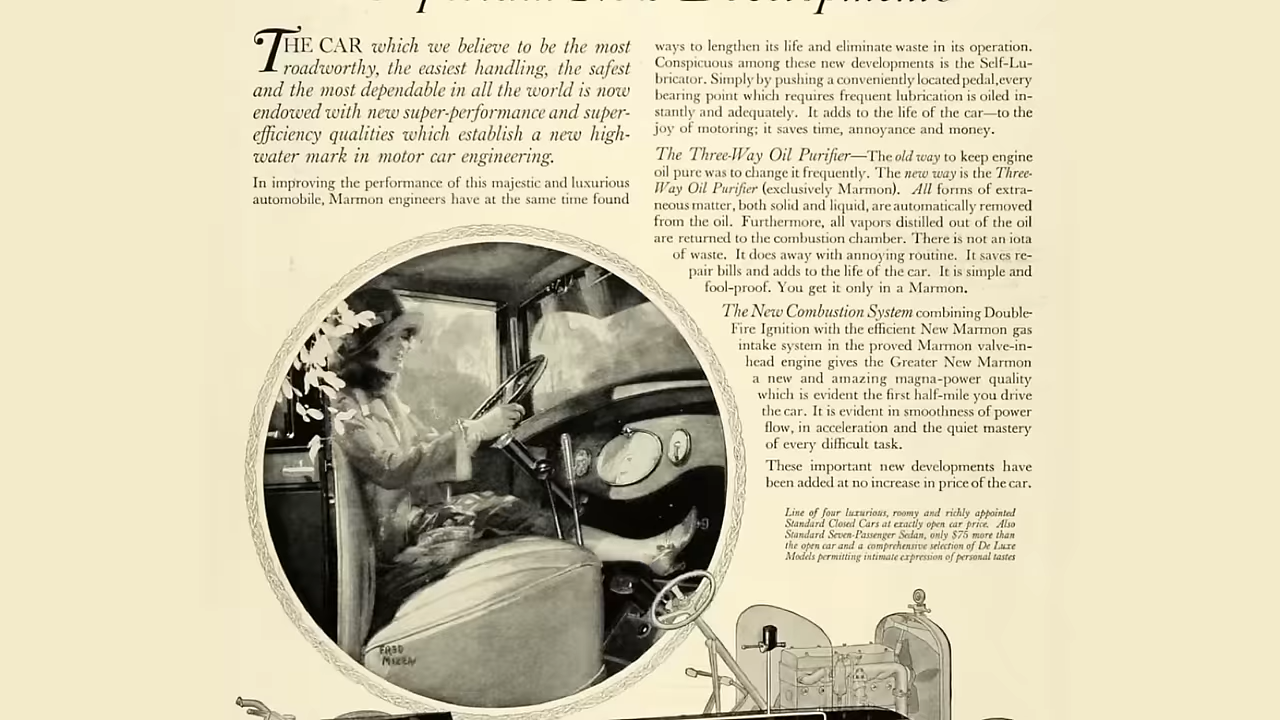 THE CAR which we believe to be the most
roadworthy, the easiest handling, the safest
and the most dependable in all the world is now
endowed with new super-performance and super-
efficiency qualities which establish a new high-
water mark in motor car engineering.
In improving the performance of this majestic and luxurious
automobile, Marmon engineers have at the same time found
ways to lengthen its life and eliminate waste in its operation.
Conspicuous among these new developments is the Self-Lu-
bricator. Simply by pushing a conveniently located pedal, every
bearing point which requires frequent lubrication is oiled in-
stantly and adequately. It adds to the life of the car—to the
joy of motoring; it saves time, annoyance and money.
The Three-Way Oil Purifier—The old way to keep engine
oil pure was to change it frequently. The new way is the Three-
Way Oil Purifier (exclusively Marmon). All forms of extra-
neous matter, both solid and liquid, are automatically removed
from the oil. Furthermore, all vapors distilled out of the oil
are returned to the combustion chamber. There is not an iota
of waste. It does away with annoying routine. It saves re-
pair bills and adds to the life of the car. It is simple and
fool-proof. You get it only in a Marmon.
The New Combustion System combining Double-
Fire Ignition with the efficient New Marmon gas
intake system in the proved Marmon valve-in-
head engine gives the Greater New Marmon
a new and amazing magna-power quality
which is evident the first half-mile you drive
the car. It is evident in smoothness of power
flow, in acceleration and the quiet mastery
of every difficult task.
These important new developments have
been added at no increase in price of the car.
Line of four luxurious, roomy and richly appointed
Standard Closed Cars at exactly open car price. Also
Standard Seven-Passenger Sedan, only $75 more than
the open car and a comprehensive selection of De Luxe
Models permitting intimate expression of personal tastes
FRED
MIZEN